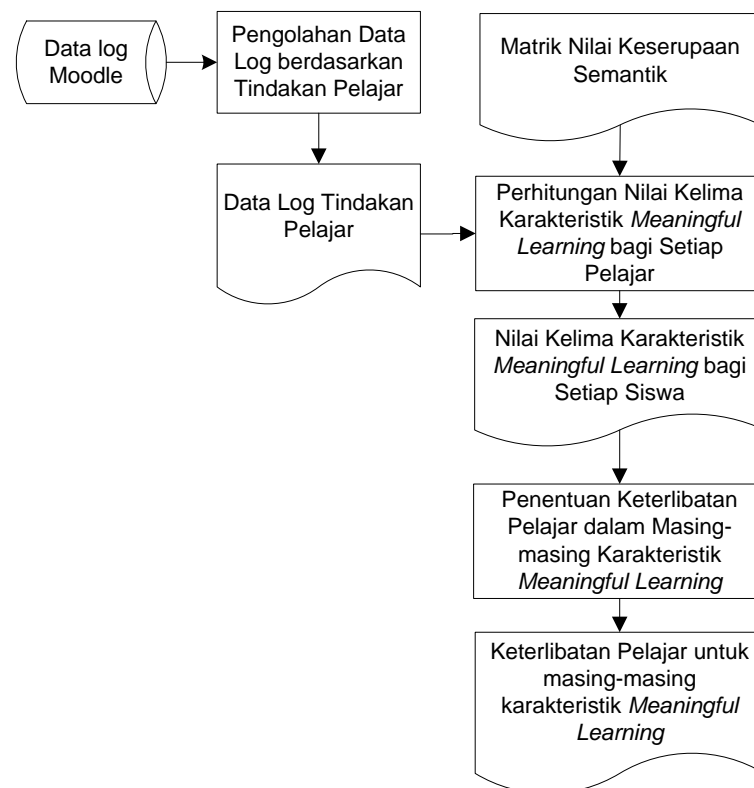 Data log
Moodle
Pengolahan Data
Log berdasarkan
Tindakan Pelajar
Matrik Nilai Keserupaan
Semantik
Data Log Tindakan
Pelajar
Perhitungan Nilai Kelima
Karakteristik Meaningful
Learning bagi Setiap
Pelajar
Nilai Kelima Karakteristik
Meaningful Learning bagi
Setiap Siswa
Penentuan Keterlibatan
Pelajar dalam Masing-
masing Karakteristik
Meaningful Learning
Keterlibatan Pelajar untuk
masing-masing
karakteristik Meaningful
Learning